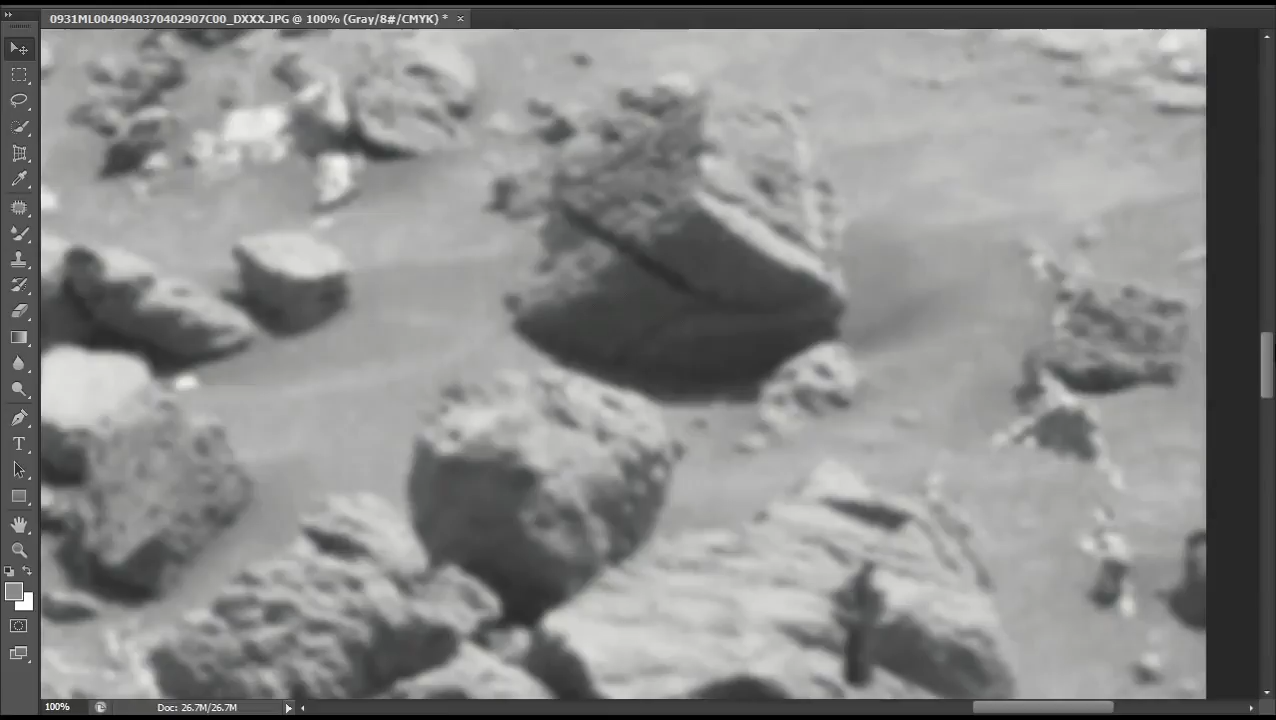 0931ML0040940370402907C00_DXXX.JPG @ 100% (Gray/8#/CMYK) * ×
T
100% Doc: 26.7M/26.7M